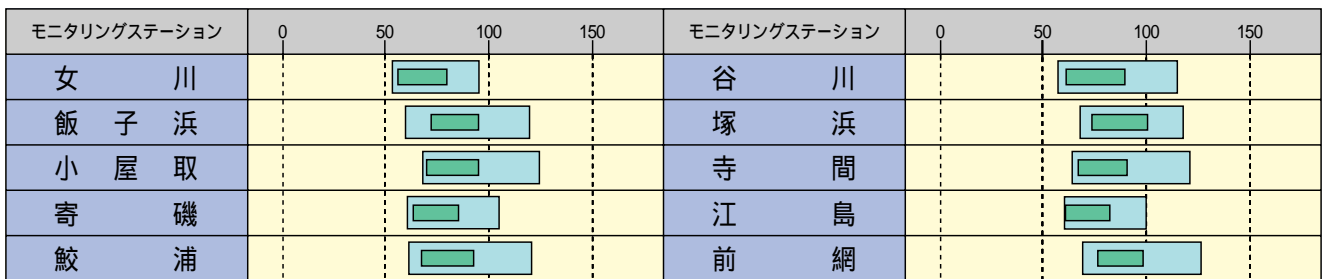 モニタリングステーション 0 50 100 150 モニタリングステーション 0 50 100 150
女川 谷川
飯子浜 塚浜
小屋取 寺間
寄磯 江島
鮫浦 前網